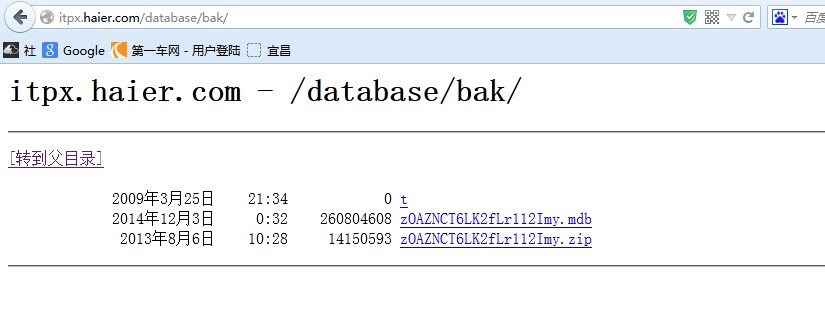 itpx.haier.com/database/bak/
百度
社 Google 第一车网 - 用户登陆 宜昌
itpx.haier.com - /database/bak/
[转到父目录]
2009年3月25日 21:34 0 t
2014年12月3日 0:32 260804608 zOAZNCT6LK2fLr112Imy.mdb
2013年8月6日 10:28 14150593 zOAZNCT6LK2fLr112Imy.zip